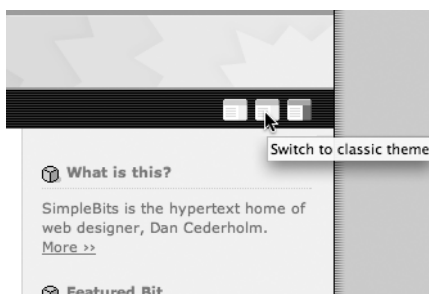 Switch to classic theme
What is this?
SimpleBits is the hypertext home of
web designer, Dan Cederholm.
More ››
Featured Bit